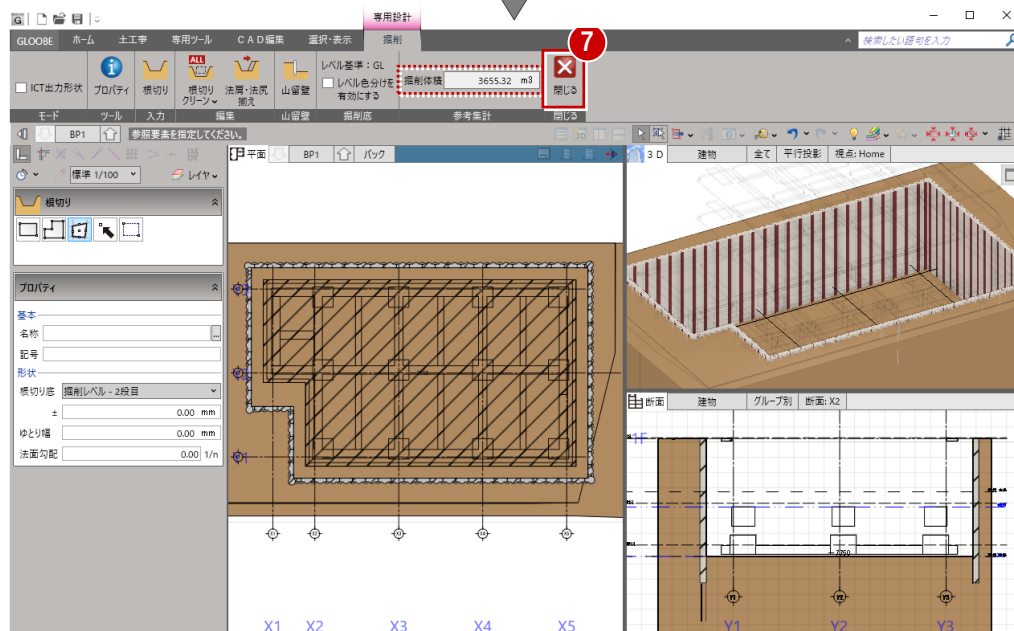 専用設計
7
GLOOBE ホーム 土工事 専用ツール CAD編集 選択・表示 掘削
検索したい語句を入力
ICT出力形状
プロパティ
根切り
ALL
根切りクリーン
法肩・法尻揃え
山留壁
レベル基準：GL
レベル色分けを有効にする
掘削体積 3655.32 m3
閉じる
モード ツール 入力 編集 山留壁 掘削底 参考集計 閉じる
BP1 参照要素を指定してください。
標準 1/100 レイヤ
平面 BP1 バック
3D 建物 全て 平行投影 視点: Home
根切り
プロパティ
基本
名称
記号
形状
根切り底 掘削レベル - 2段目
± 0.00 mm
ゆとり幅 0.00 mm
法面勾配 0.00 1/n
X1 X2 X3 X4 X5
断面 建物 グループ別 断面: X2
1F
7750
Y1 Y2 Y3
Y1 Y2 Y3